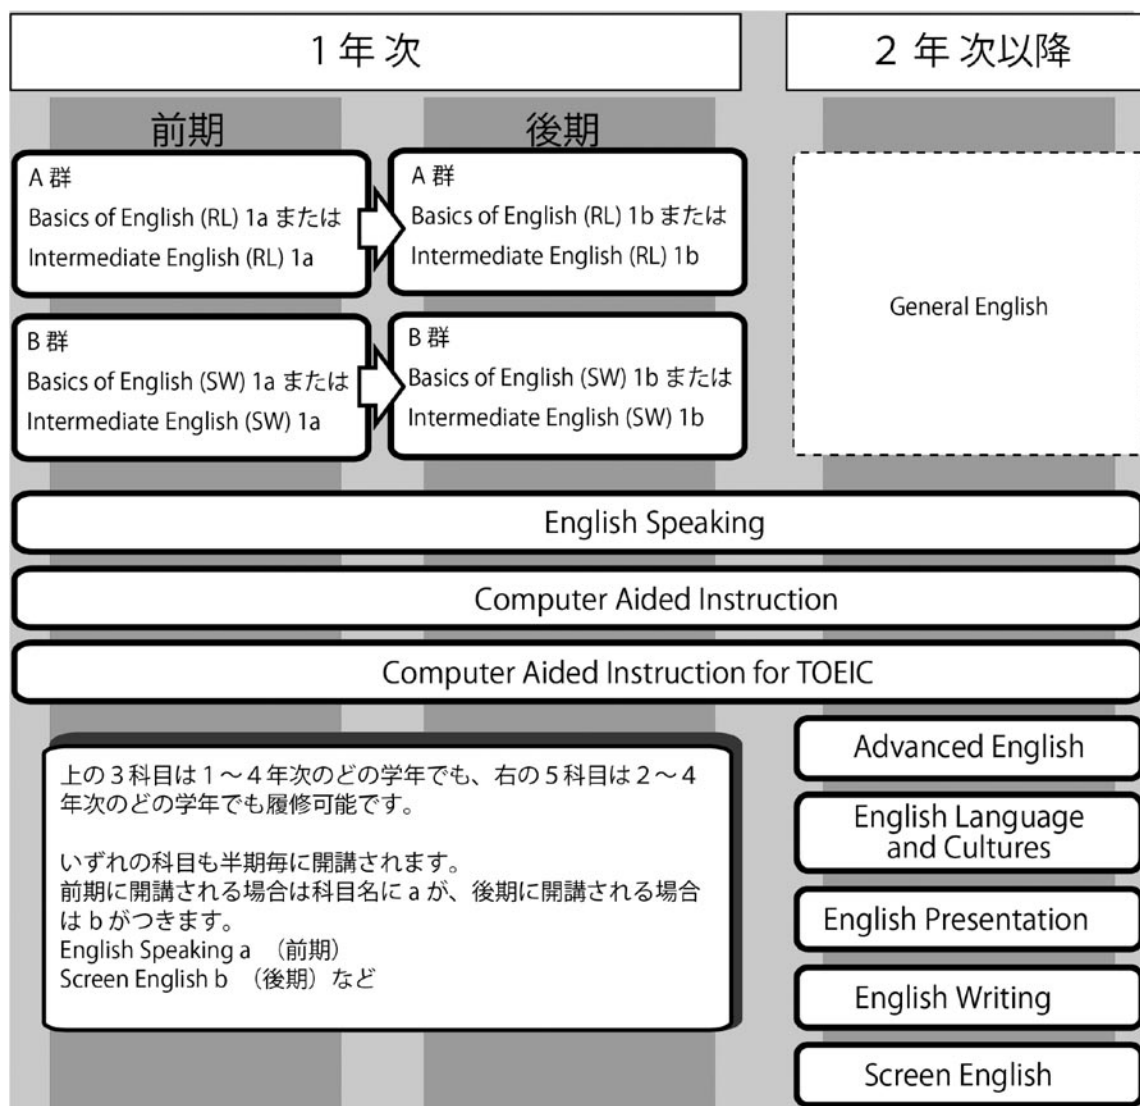 1 年 次
2 年 次以降
前期
後期
A 群
Basics of English (RL) 1a または
Intermediate English (RL) 1a
A 群
Basics of English (RL) 1b または
Intermediate English (RL) 1b
General English
B 群
Basics of English (SW) 1a または
Intermediate English (SW) 1a
B 群
Basics of English (SW) 1b または
Intermediate English (SW) 1b
English Speaking
Computer Aided Instruction
Computer Aided Instruction for TOEIC
上の３科目は１～４年次のどの学年でも、右の５科目は２～４
年次のどの学年でも履修可能です。
いずれの科目も半期毎に開講されます。
前期に開講される場合は科目名に a が、後期に開講される場合
は b がつきます。
English Speaking a （前期）
Screen English b （後期）など
Advanced English
English Language
and Cultures
English Presentation
English Writing
Screen English